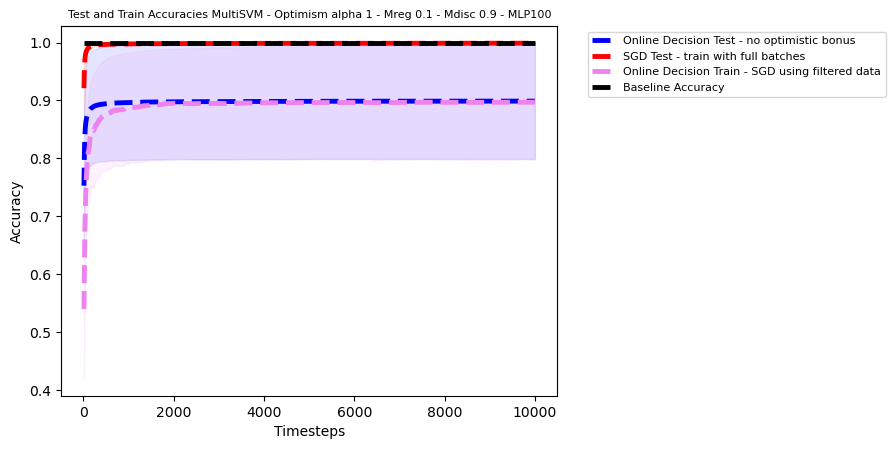 Test and Train Accuracies MultiSVM - Optimism alpha 1 - Mreg 0.1 - Mdisc 0.9 - MLP100
Online Decision Test - no optimistic bonus
SGD Test - train with full batches
Online Decision Train - SGD using filtered data
Baseline Accuracy
Accuracy
1.0
0.9
0.8
0.7
0.6
0.5
0.4
0
2000
4000
6000
8000
10000
Timesteps